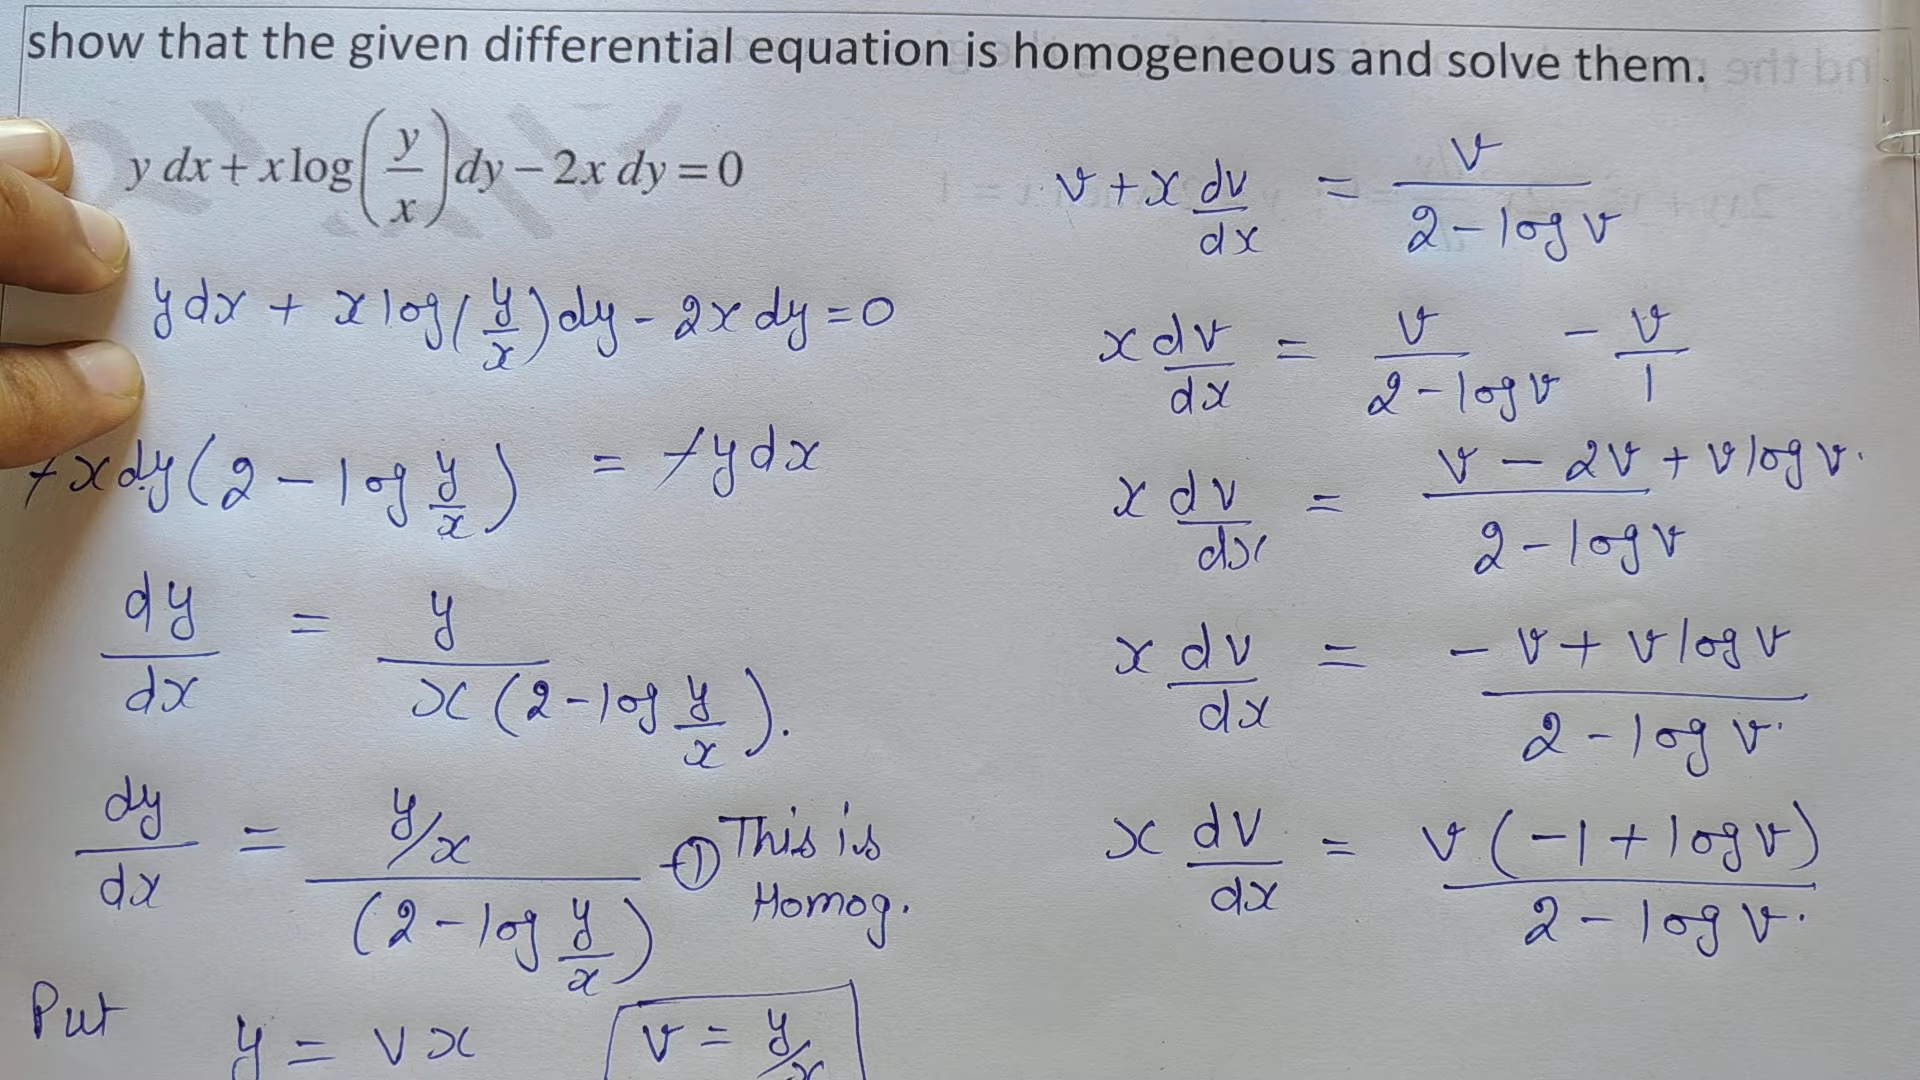 show that the given differential equation is homogeneous and solve them.
y dx + x log(y/x) dy − 2x dy = 0
ydx + x log(y/x) dy - 2x dy = 0
+ x dy (2 - log y/x) = + y dx
dy/dx = y / x (2 - log y/x).
dy/dx = y/x / (2 - log y/x) - ① This is
Homog.
Put y = vx v = y/x
v + x dv/dx = v / 2 - log v
x dv/dx = v / 2 - log v - v/1
x dv/dx = v - 2v + v log v. / 2 - log v
x dv/dx = - v + v log v / 2 - log v.
x dv/dx = v (-1 + log v) / 2 - log v.